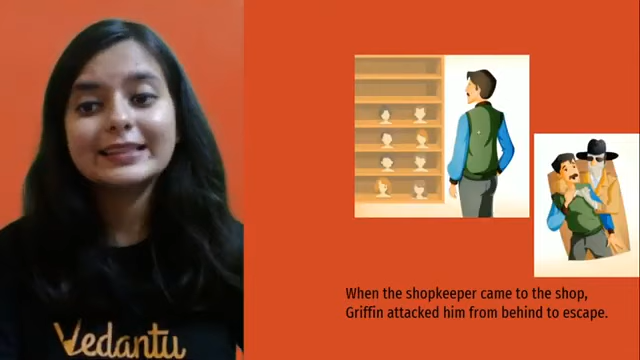 Vedantu
When the shopkeeper came to the shop,
Griffin attacked him from behind to escape.